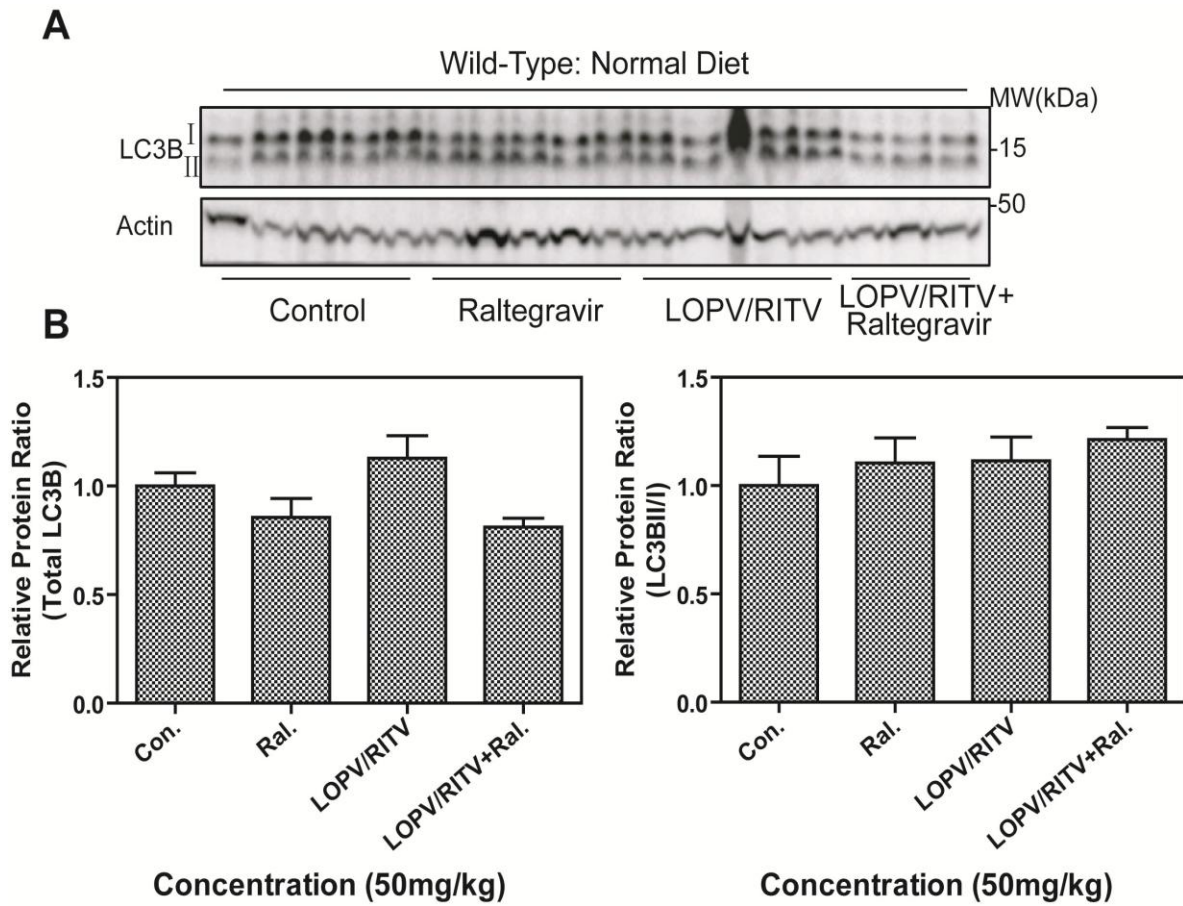 A
Wild-Type: Normal Diet
MW(kDa)
LC3B
I
II
15
Actin
50
Control
Raltegravir
LOPV/RITV
LOPV/RITV+
Raltegravir
B
Relative Protein Ratio
(Total LC3B)
1.5
1.0
0.5
0.0
Con.
Ral.
LOPV/RITV
LOPV/RITV+Ral.
Concentration (50mg/kg)
Relative Protein Ratio
(LC3BII/I)
1.5
1.0
0.5
0.0
Con.
Ral.
LOPV/RITV
LOPV/RITV+Ral.
Concentration (50mg/kg)